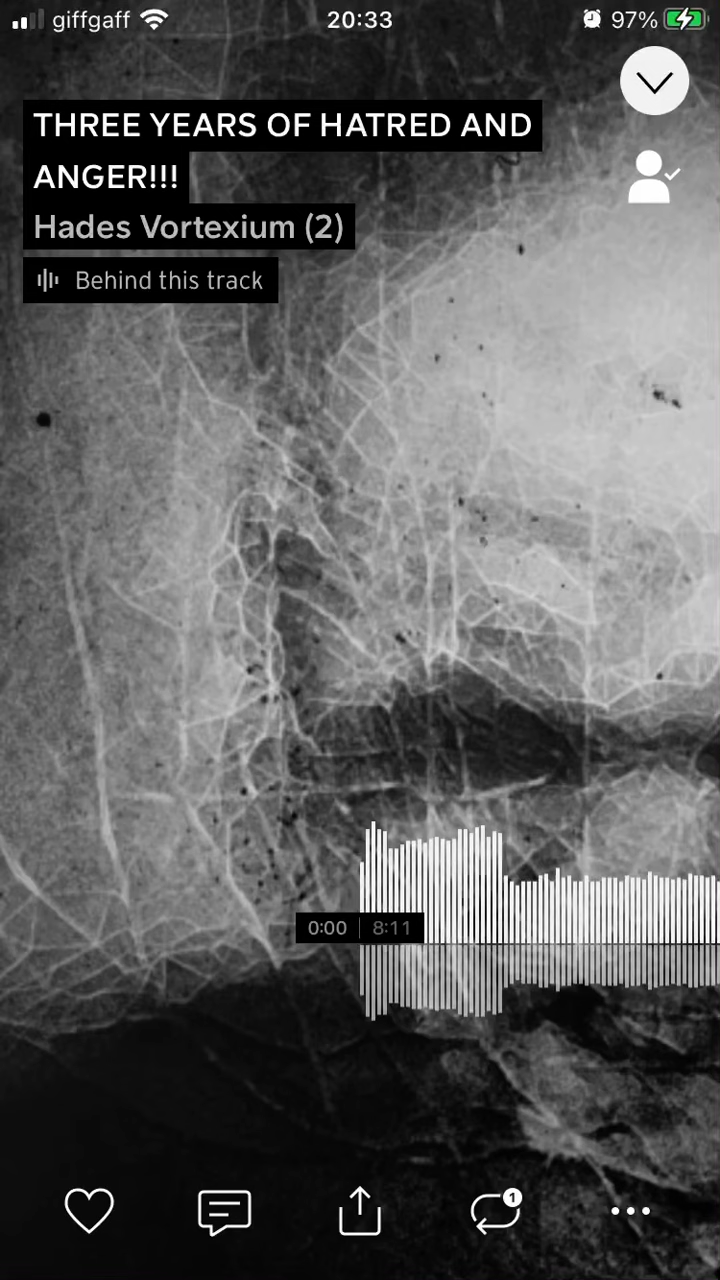 giffgaff 20:33 97%
THREE YEARS OF HATRED AND
ANGER!!!
Hades Vortexium (2)
Behind this track
0:00 8:11
1